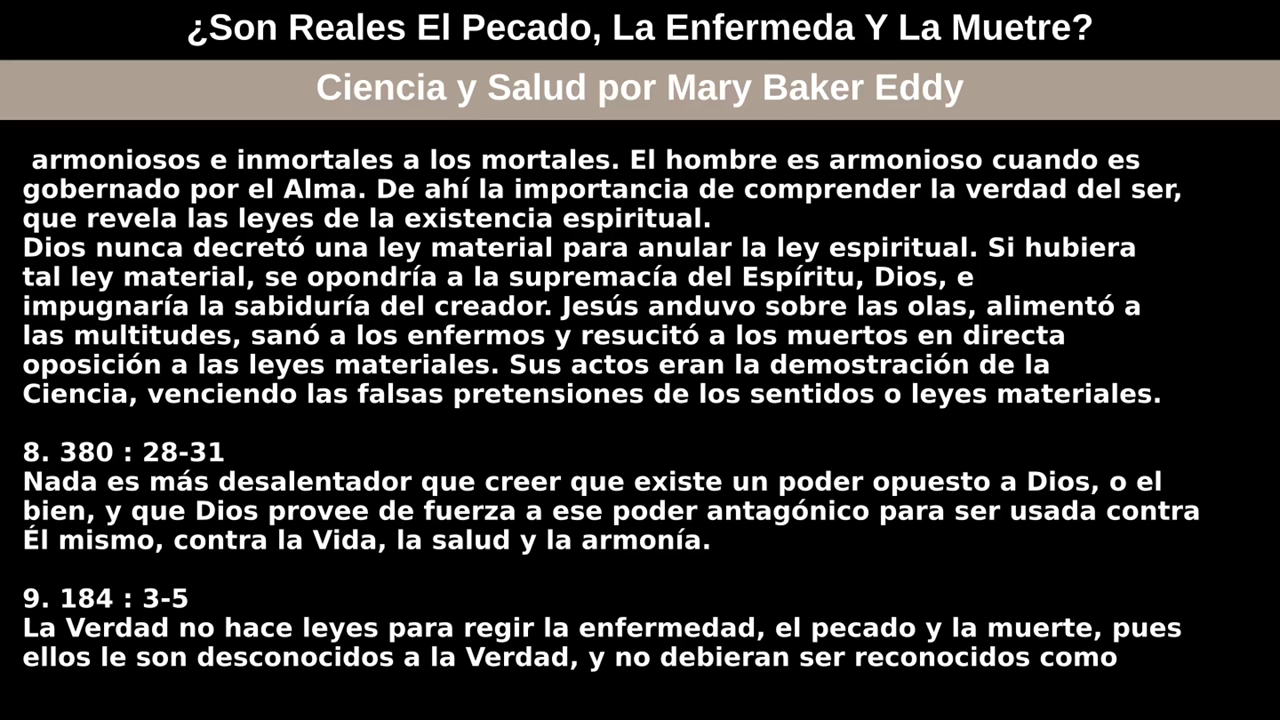 ¿Son Reales El Pecado, La Enfermeda Y La Muetre?
Ciencia y Salud por Mary Baker Eddy
armoniosos e inmortales a los mortales. El hombre es armonioso cuando es
gobernado por el Alma. De ahí la importancia de comprender la verdad del ser,
que revela las leyes de la existencia espiritual.
Dios nunca decretó una ley material para anular la ley espiritual. Si hubiera
tal ley material, se opondría a la supremacía del Espíritu, Dios, e
impugnaría la sabiduría del creador. Jesús anduvo sobre las olas, alimentó a
las multitudes, sanó a los enfermos y resucitó a los muertos en directa
oposición a las leyes materiales. Sus actos eran la demostración de la
Ciencia, venciendo las falsas pretensiones de los sentidos o leyes materiales.
8. 380 : 28-31
Nada es más desalentador que creer que existe un poder opuesto a Dios, o el
bien, y que Dios provee de fuerza a ese poder antagónico para ser usada contra
Él mismo, contra la Vida, la salud y la armonía.
9. 184 : 3-5
La Verdad no hace leyes para regir la enfermedad, el pecado y la muerte, pues
ellos le son desconocidos a la Verdad, y no debieran ser reconocidos como